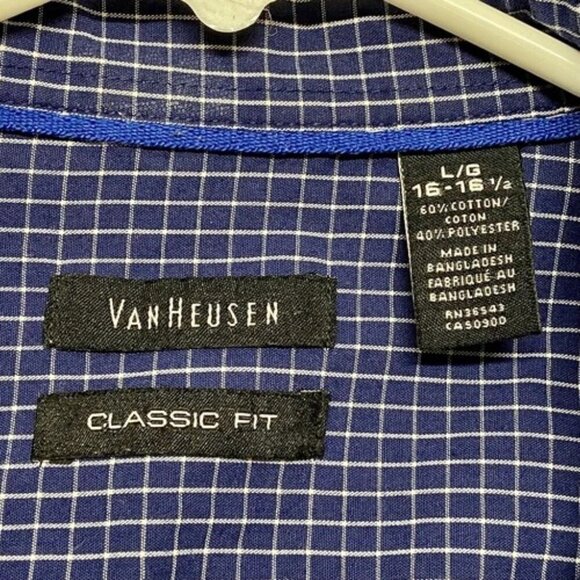 L/G
16-16 1/2
60% COTTON/
COTON
40% POLYESTER
MADE IN
BANGLADESH
FABRIQUÉ AU
BANGLADESH
RN36543
CA50900
VANHEUSEN
CLASSIC FIT